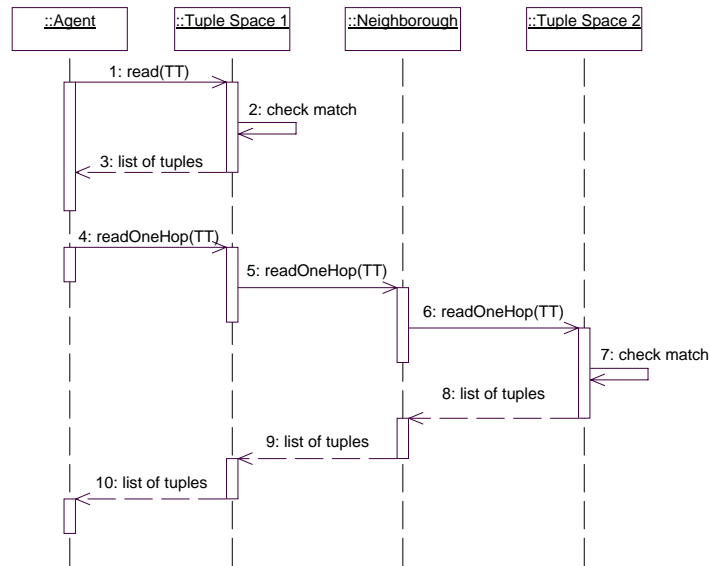 ::Agent
::Tuple Space 1
::Neighborough
::Tuple Space 2
1: read(TT)
2: check match
3: list of tuples
4: readOneHop(TT)
5: readOneHop(TT)
6: readOneHop(TT)
7: check match
8: list of tuples
9: list of tuples
10: list of tuples